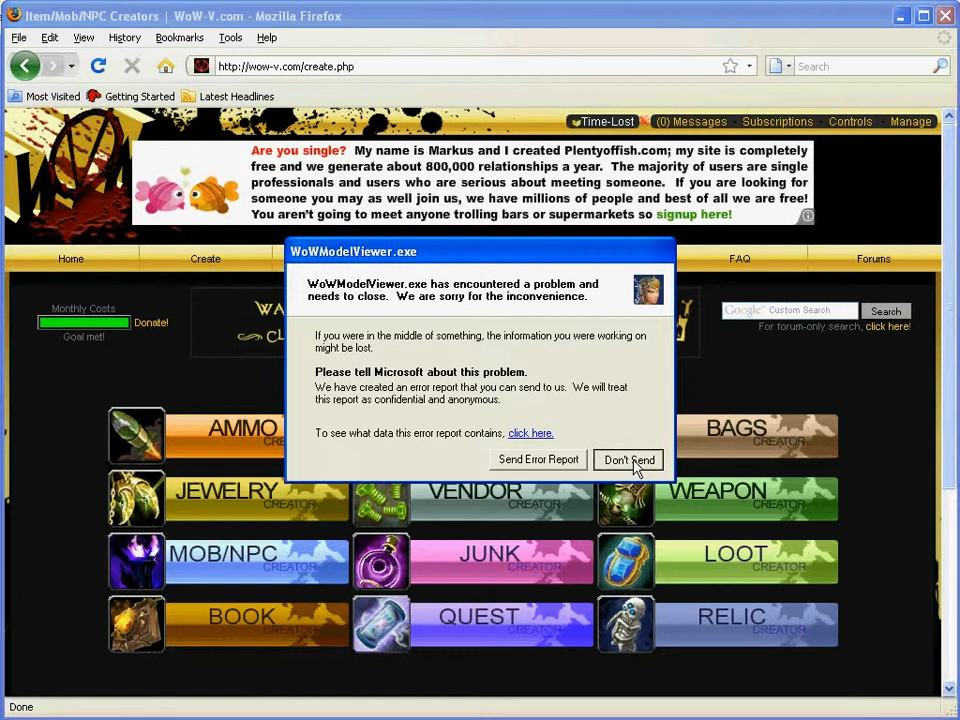 Item/Mob/NPC Creators | WoW-V.com - Mozilla Firefox
File Edit View History Bookmarks Tools Help
http://wow-v.com/create.php
Search
Most Visited Getting Started Latest Headlines
Time-Lost (0) Messages · Subscriptions · Controls · Manage
Are you single? My name is Markus and I created Plentyoffish.com; my site is completely
free and we generate about 800,000 relationships a year. The majority of users are single
professionals and users who are serious about meeting someone. If you are looking for
someone you may as well join us, we have millions of people and best of all we are free!
You aren't going to meet anyone trolling bars or supermarkets so signup here!
Home Create FAQ Forums
WoWModelViewer.exe
WoWModelViewer.exe has encountered a problem and
needs to close. We are sorry for the inconvenience.
If you were in the middle of something, the information you were working on
might be lost.
Please tell Microsoft about this problem.
We have created an error report that you can send to us. We will treat
this report as confidential and anonymous.
To see what data this error report contains, click here.
Send Error Report Don't Send
Monthly Costs
Donate!
Goal met!
Google™ Custom Search Search
For forum-only search, click here!
AMMO
BAGS
CREATOR
JEWELRY
CREATOR
VENDOR
CREATOR
WEAPON
CREATOR
MOB/NPC
CREATOR
JUNK
CREATOR
LOOT
CREATOR
BOOK
CREATOR
QUEST
CREATOR
RELIC
CREATOR
Done